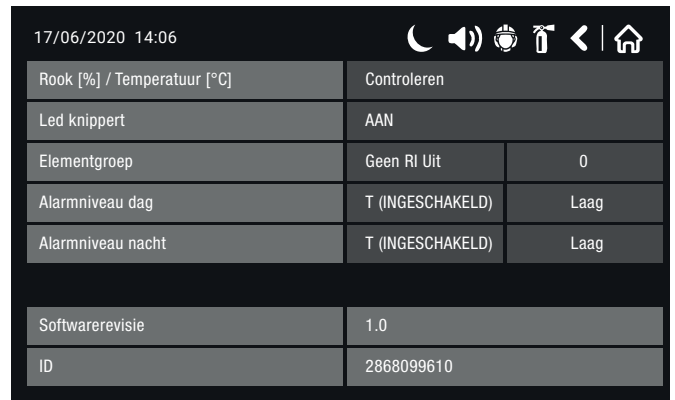 17/06/2020 14:06
Rook [%] / Temperatuur [°C] Controleren
Led knippert AAN
Elementgroep Geen RI Uit 0
Alarmniveau dag T (INGESCHAKELD) Laag
Alarmniveau nacht T (INGESCHAKELD) Laag
Softwarerevisie 1.0
ID 2868099610